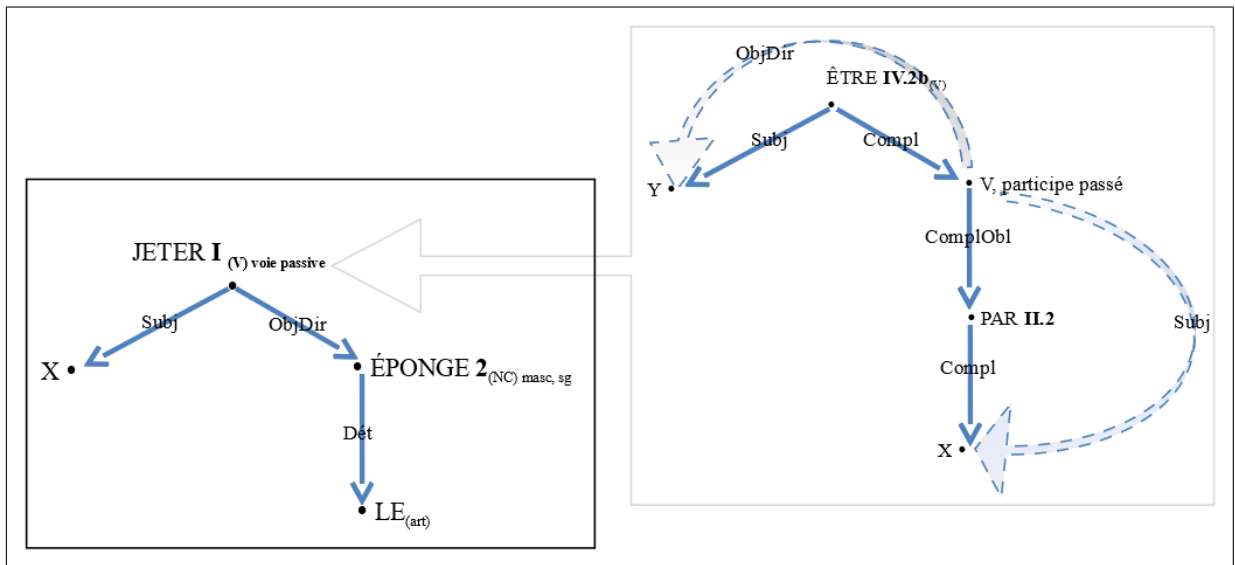 JETER I (V) voie passive
Subj
ObjDir
X
ÉPONGE 2(NC) masc, sg
Dét
LE(art)
ObjDir
ÊTRE IV.2b(V)
Subj
Compl
Y
V, participe passé
ComplObl
PAR II.2
Subj
Compl
X